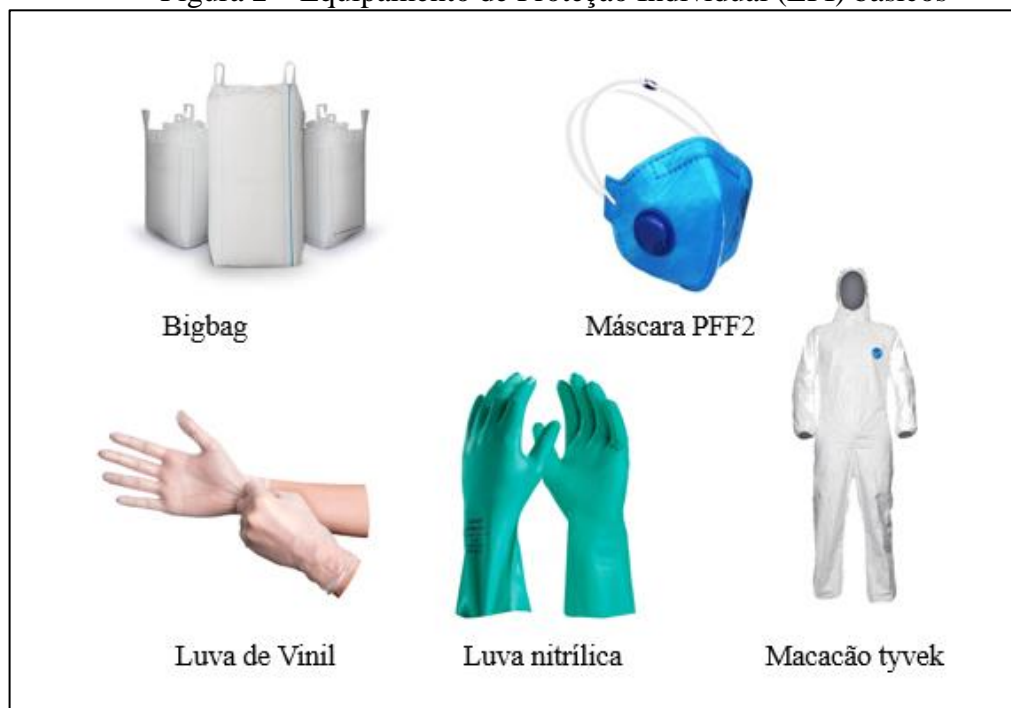 Figura 2 – Equipamento de Proteção Individual (EPI) básicos
Bigbag
Máscara PFF2
Luva de Vinil
Luva nitrílica
Macacão tyvek